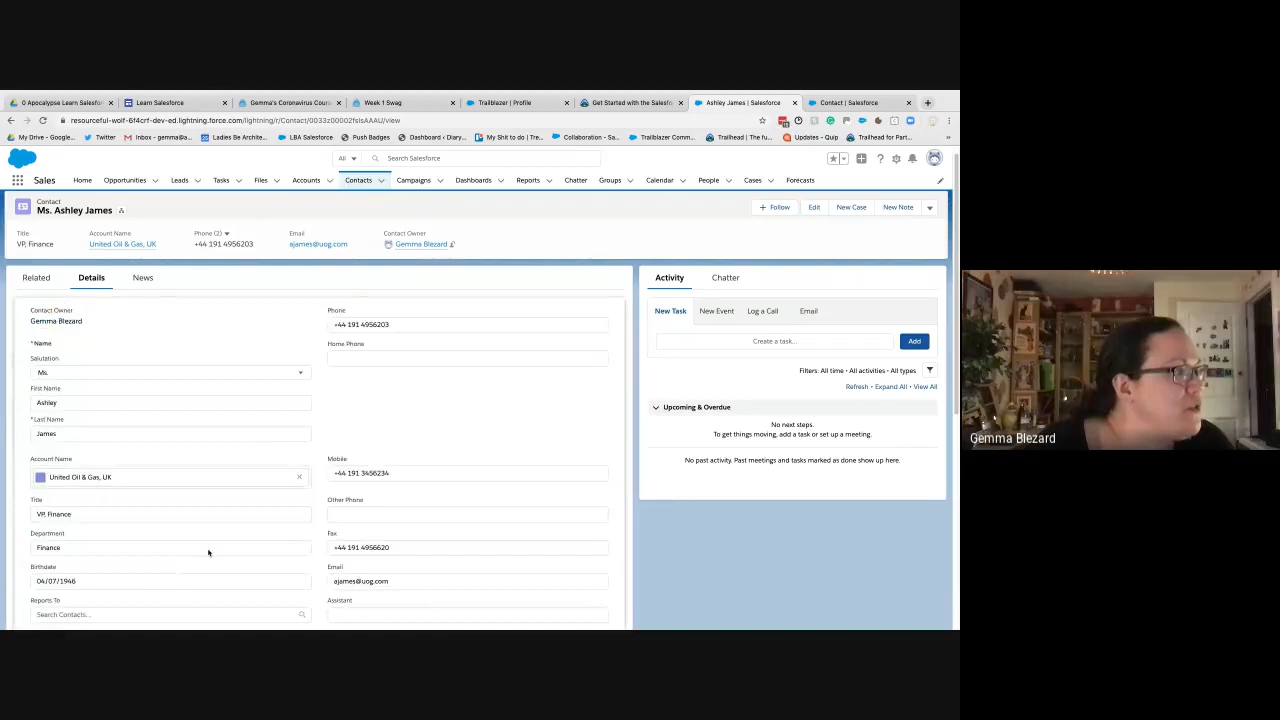 0 Apocalypse Learn Salesfor
Learn Salesforce
Gemma's Coronavirus Cours
Week 1 Swag
Trailblazer | Profile
Get Started with the Salesfo
Ashley James | Salesforce
Contact | Salesforce
resourceful-wolf-6f4crf-dev-ed.lightning.force.com/lightning/r/Contact/0033z00002fsisAAAU/view
My Drive - Google...
Twitter
Inbox - gemma@a...
Ladies Be Archite...
LBA Salesforce
Push Badges
Dashboard ‹ Diary...
My Shit to do | Tre...
Collaboration - Sa...
Trailblazer Comm...
Trailhead | The fu...
Updates - Quip
Trailhead for Part...
All
Search Salesforce
Sales
Home
Opportunities
Leads
Tasks
Files
Accounts
Contacts
Campaigns
Dashboards
Reports
Chatter
Groups
Calendar
People
Cases
Forecasts
Contact
Ms. Ashley James
+ Follow
Edit
New Case
New Note
Title
VP, Finance
Account Name
United Oil & Gas, UK
Phone (2)
+44 191 4956203
Email
ajames@uog.com
Contact Owner
Gemma Blezard
Related
Details
News
Contact Owner
Gemma Blezard
* Name
Salutation
Ms.
First Name
Ashley
* Last Name
James
Account Name
United Oil & Gas, UK
Title
VP, Finance
Department
Finance
Birthdate
04/07/1946
Reports To
Search Contacts...
Phone
+44 191 4956203
Home Phone
Mobile
+44 191 3456234
Other Phone
Fax
+44 191 4956620
Email
ajames@uog.com
Assistant
Activity
Chatter
New Task
New Event
Log a Call
Email
Create a task...
Add
Filters: All time • All activities • All types
Refresh • Expand All • View All
Upcoming & Overdue
No next steps.
To get things moving, add a task or set up a meeting.
No past activity. Past meetings and tasks marked as done show up here.
Gemma Blezard